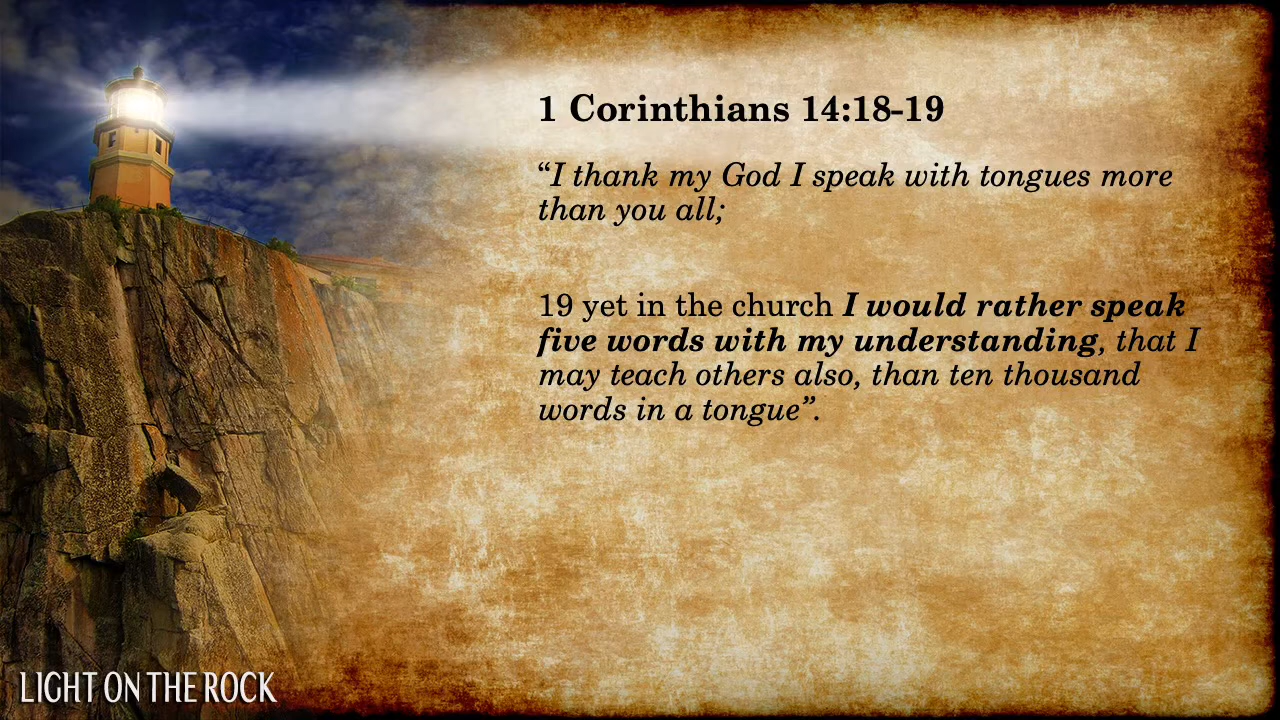 1 Corinthians 14:18-19
“I thank my God I speak with tongues more
than you all;
19 yet in the church I would rather speak
five words with my understanding, that I
may teach others also, than ten thousand
words in a tongue”.
LIGHT ON THE ROCK